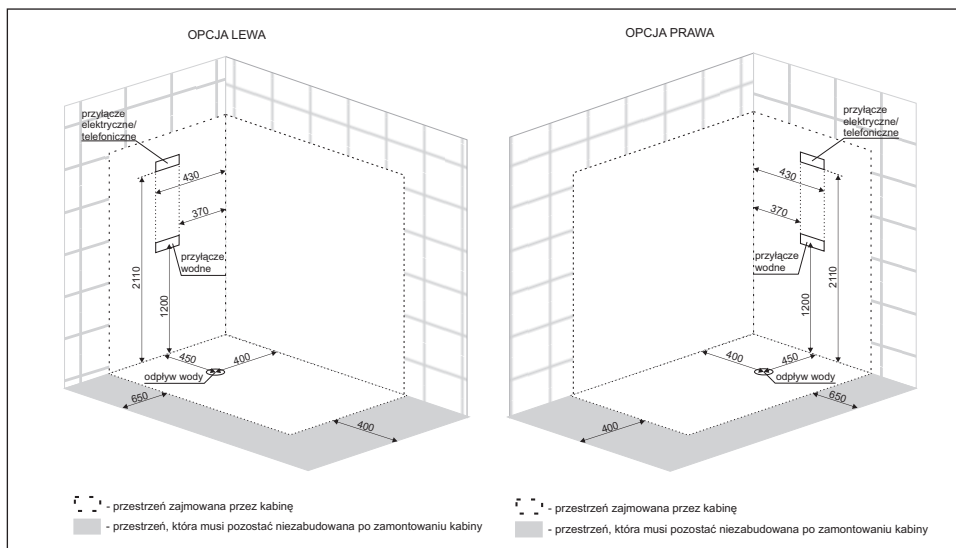 OPCJA LEWA
przyłącze
elektryczne/
telefoniczne
430
370
przyłącze
wodne
2110
1200
450
400
odpływ wody
650
400
- przestrzeń zajmowana przez kabinę
- przestrzeń, która musi pozostać niezabudowana po zamontowaniu kabiny
OPCJA PRAWA
przyłącze
elektryczne/
telefoniczne
430
370
przyłącze
wodne
2110
1200
400
450
odpływ wody
650
400
- przestrzeń zajmowana przez kabinę
- przestrzeń, która musi pozostać niezabudowana po zamontowaniu kabiny